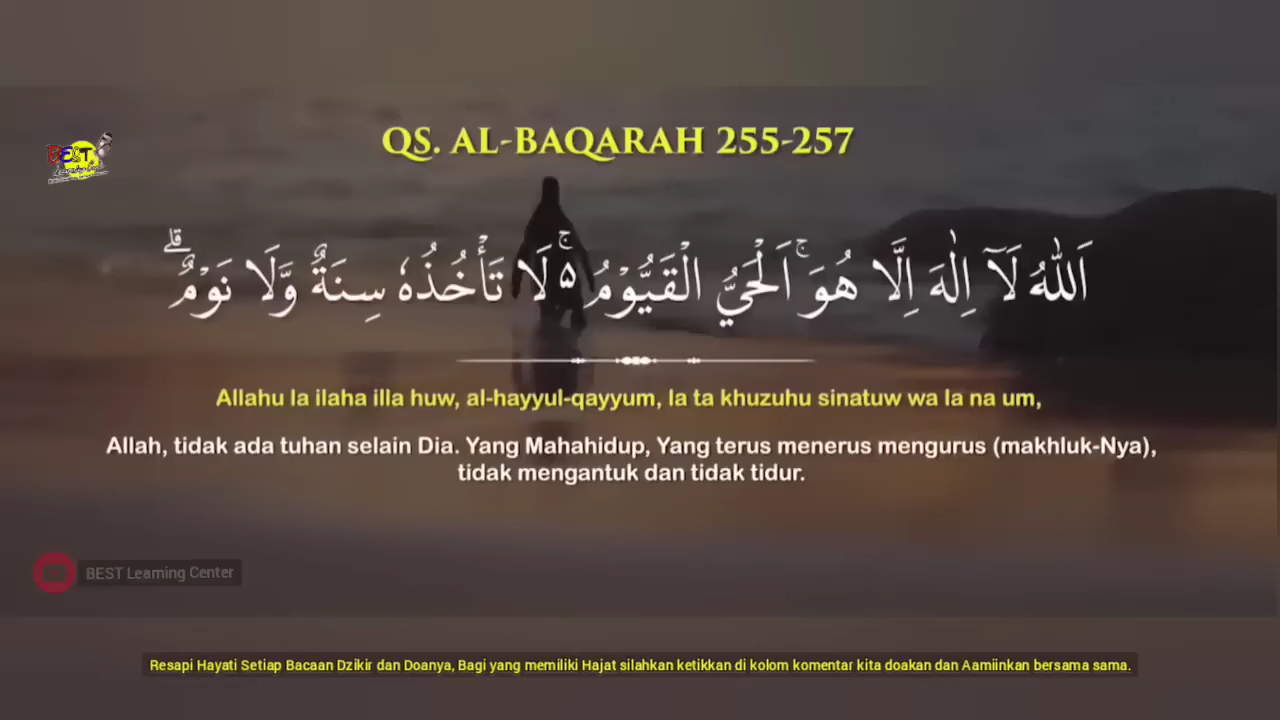 QS. AL-BAQARAH 255-257
BEST
اَللّٰهُ لَآ اِلٰهَ اِلَّا هُوَۚ اَلْحَيُّ الْقَيُّوْمُ ۵ۚ لَا تَأْخُذُهٗ سِنَةٌ وَّلَا نَوْمٌۗ
Allahu la ilaha illa huw, al-hayyul-qayyum, la ta khuzuhu sinatuw wa la na um,
Allah, tidak ada tuhan selain Dia. Yang Mahahidup, Yang terus menerus mengurus (makhluk-Nya),
tidak mengantuk dan tidak tidur.
BEST Learning Center
Resapi Hayati Setiap Bacaan Dzikir dan Doanya, Bagi yang memiliki Hajat silahkan ketikkan di kolom komentar kita doakan dan Aamiinkan bersama sama.